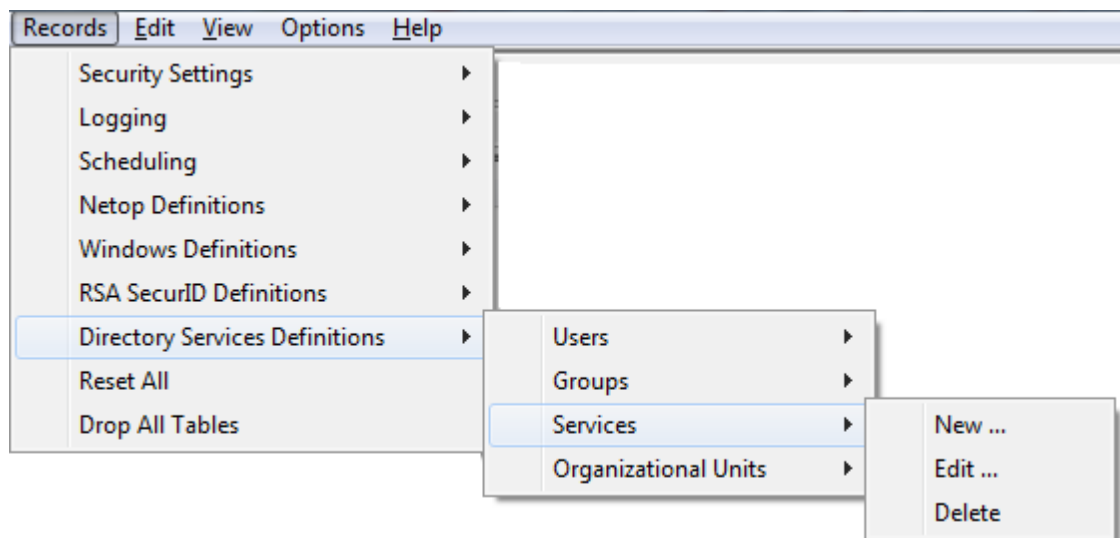 Records Edit View Options Help
Security Settings
Logging
Scheduling
Netop Definitions
Windows Definitions
RSA SecurID Definitions
Directory Services Definitions
Reset All
Drop All Tables
Users
Groups
Services
Organizational Units
New ...
Edit ...
Delete